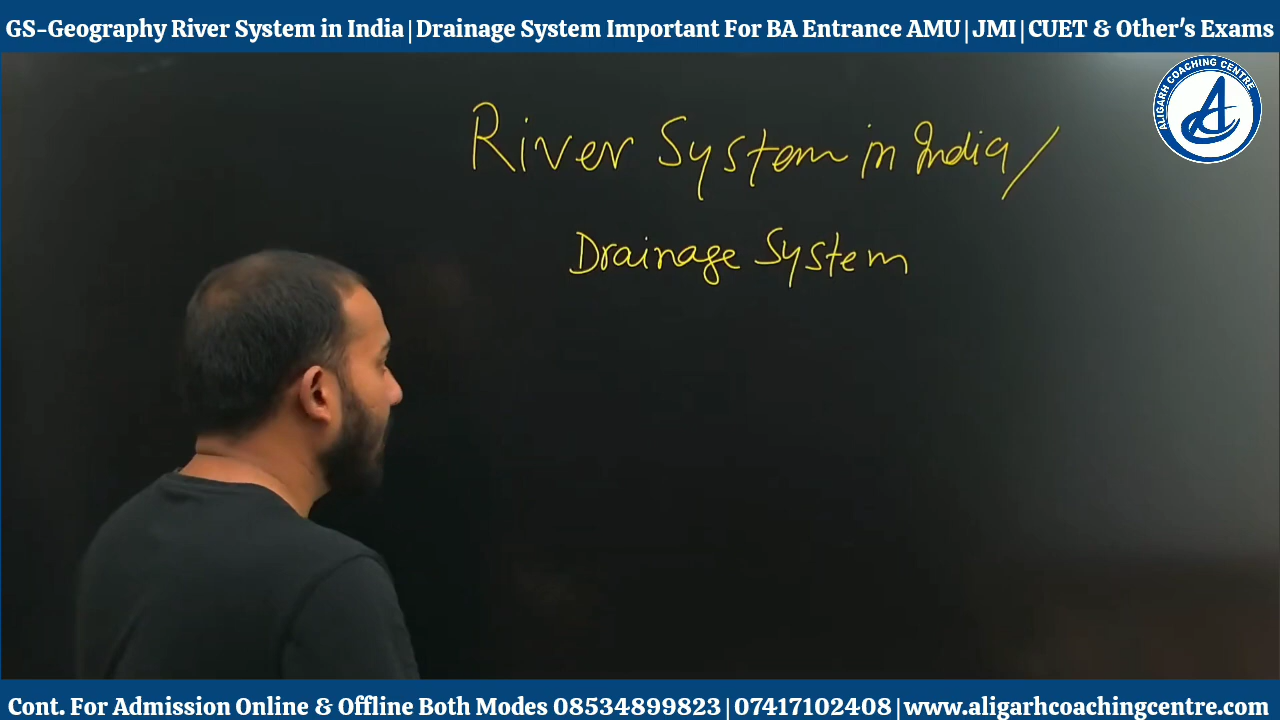 GS-Geography River System in India|Drainage System Important For BA Entrance AMU|JMI|CUET & Other's Exams
ALIGARH COACHING CENTRE
River System in India/
Drainage System
Cont. For Admission Online & Offline Both Modes 08534899823|07417102408|www.aligarhcoachingcentre.com